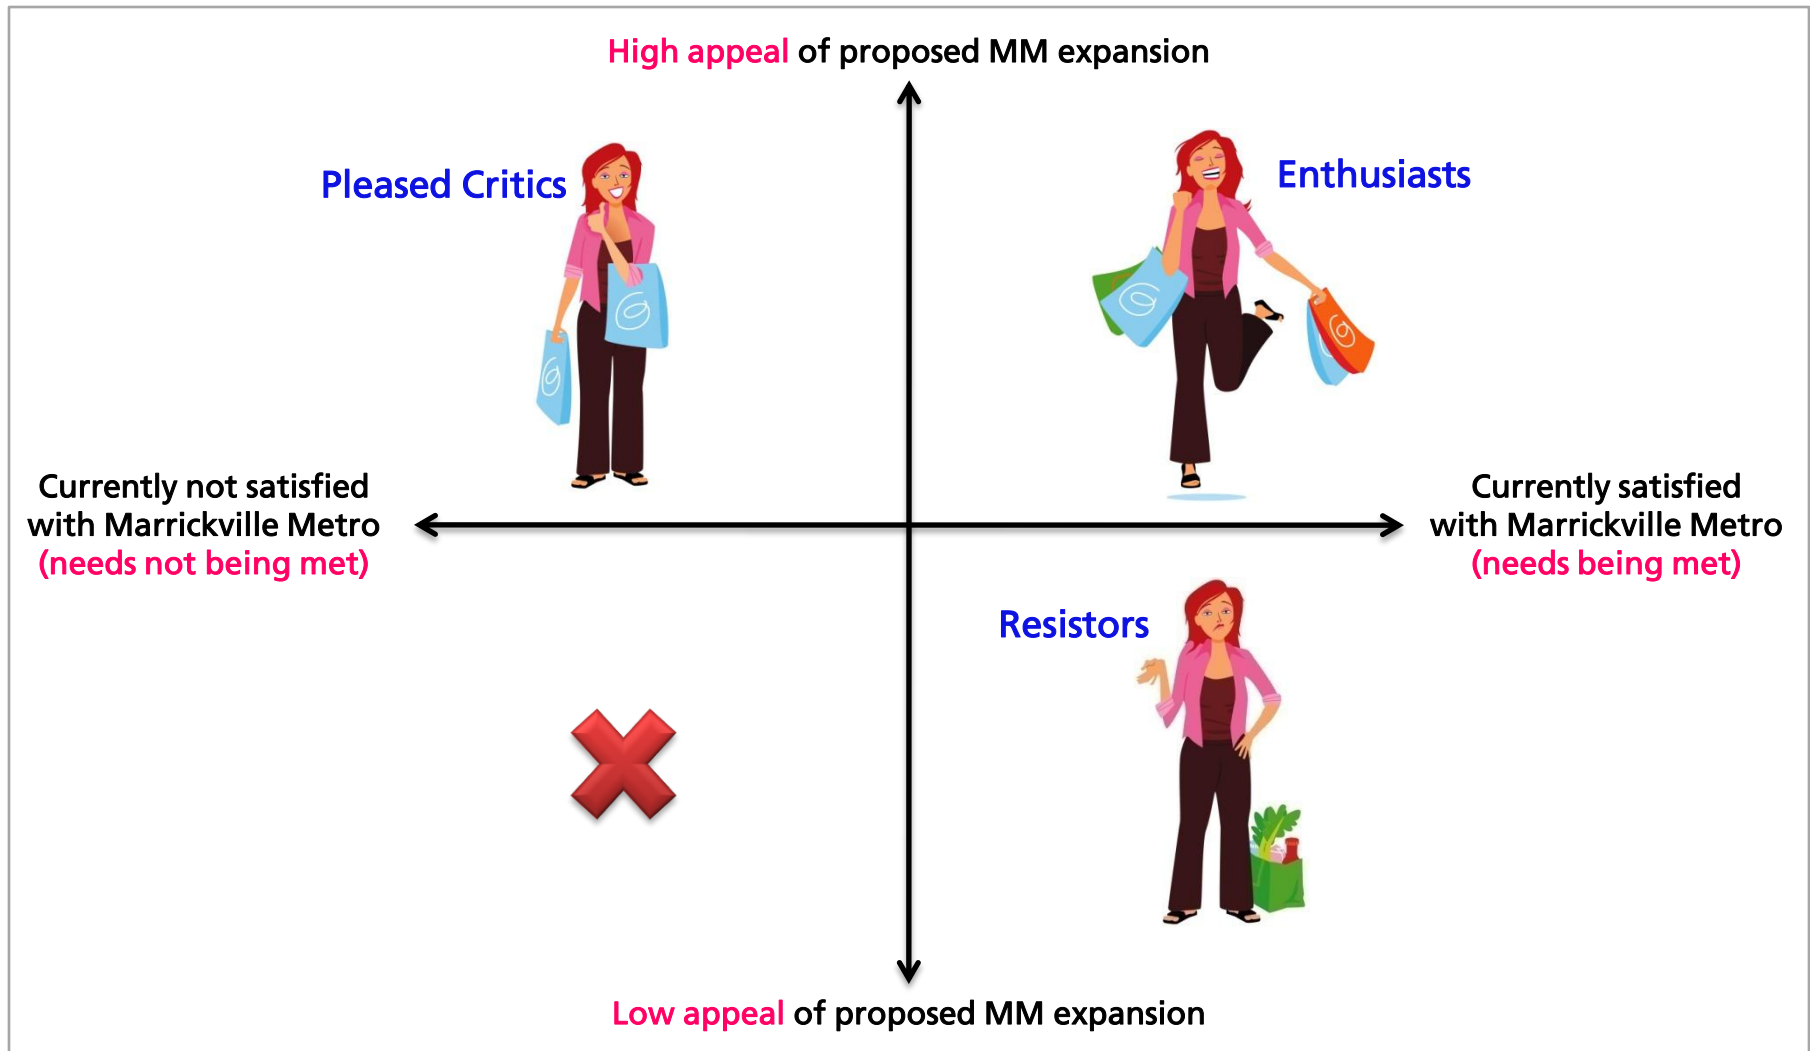 High appeal of proposed MM expansion
Pleased Critics
Enthusiasts
Currently not satisfied
with Marrickville Metro
(needs not being met)
Currently satisfied
with Marrickville Metro
(needs being met)
Resistors
Low appeal of proposed MM expansion